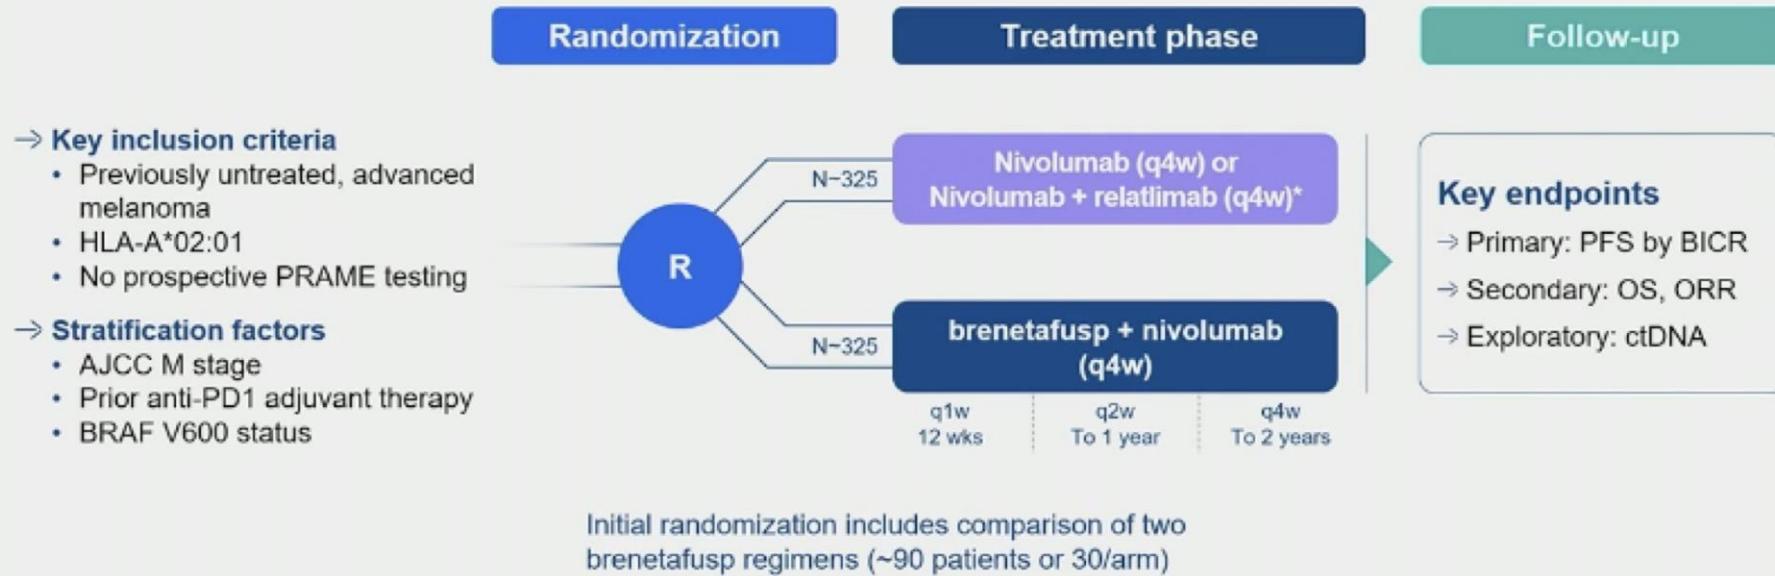 Randomization
Treatment phase
Follow-up
→ Key inclusion criteria
• Previously untreated, advanced
melanoma
• HLA-A*02:01
• No prospective PRAME testing
→ Stratification factors
• AJCC M stage
• Prior anti-PD1 adjuvant therapy
• BRAF V600 status
R
N~325
Nivolumab (q4w) or
Nivolumab + relatlimab (q4w)*
N~325
brenetafusp + nivolumab
(q4w)
q1w
12 wks
q2w
To 1 year
q4w
To 2 years
Key endpoints
→ Primary: PFS by BICR
→ Secondary: OS, ORR
→ Exploratory: ctDNA
Initial randomization includes comparison of two
brenetafusp regimens (~90 patients or 30/arm)